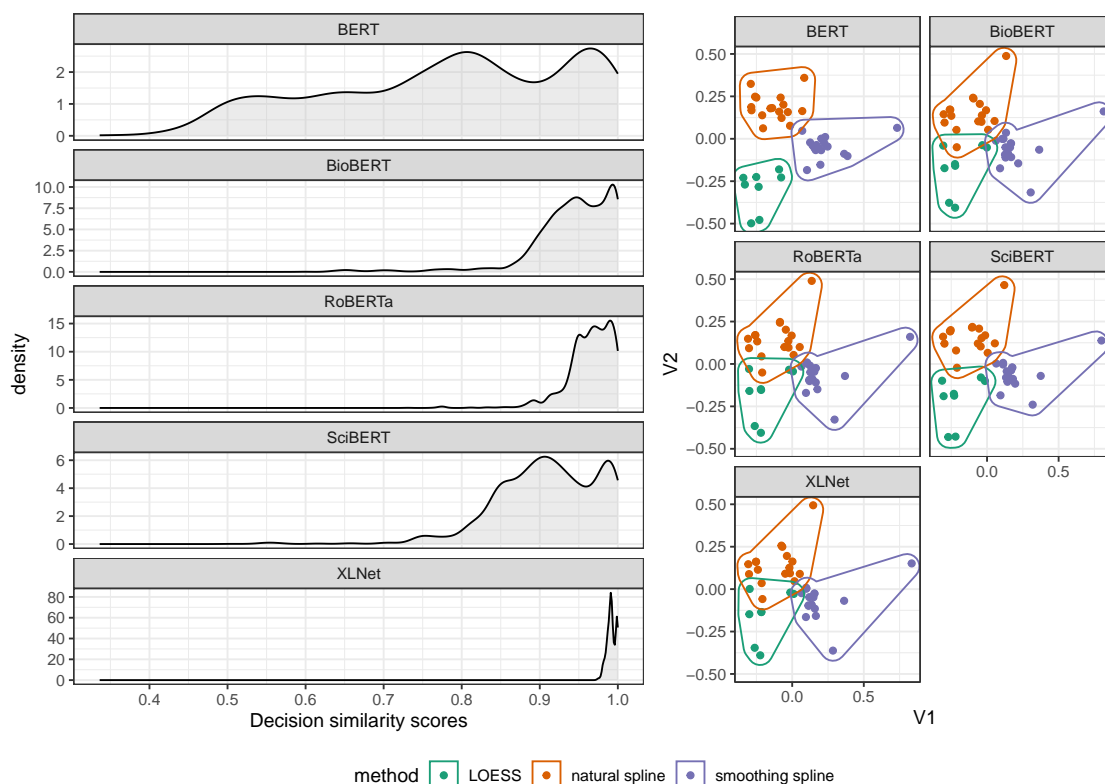 BERT
2
1
0
BioBERT
10.0
7.5
5.0
2.5
0.0
RoBERTa
15
10
5
0
SciBERT
6
4
2
0
XLNet
80
60
40
20
0
0.4 0.5 0.6 0.7 0.8 0.9 1.0
Decision similarity scores
density
BERT BioBERT
0.50
0.25
0.00
−0.25
−0.50
RoBERTa SciBERT
0.50
0.25
0.00
−0.25
−0.50
0.0 0.5
XLNet
0.50
0.25
0.00
−0.25
−0.50
0.0 0.5
V1
V2
method LOESS natural spline smoothing spline